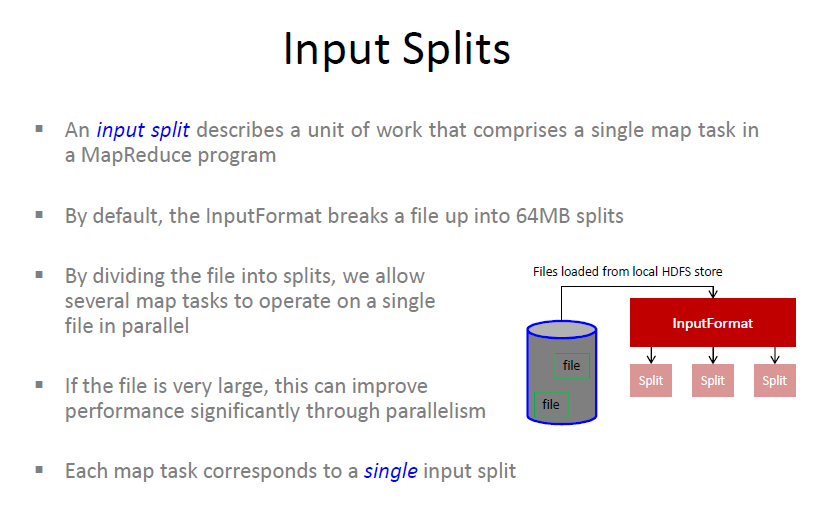 Input Splits
▪ An input split describes a unit of work that comprises a single map task in
a MapReduce program
▪ By default, the InputFormat breaks a file up into 64MB splits
▪ By dividing the file into splits, we allow
several map tasks to operate on a single
file in parallel
▪ If the file is very large, this can improve
performance significantly through parallelism
▪ Each map task corresponds to a single input split
Files loaded from local HDFS store
InputFormat
file
file
Split
Split
Split